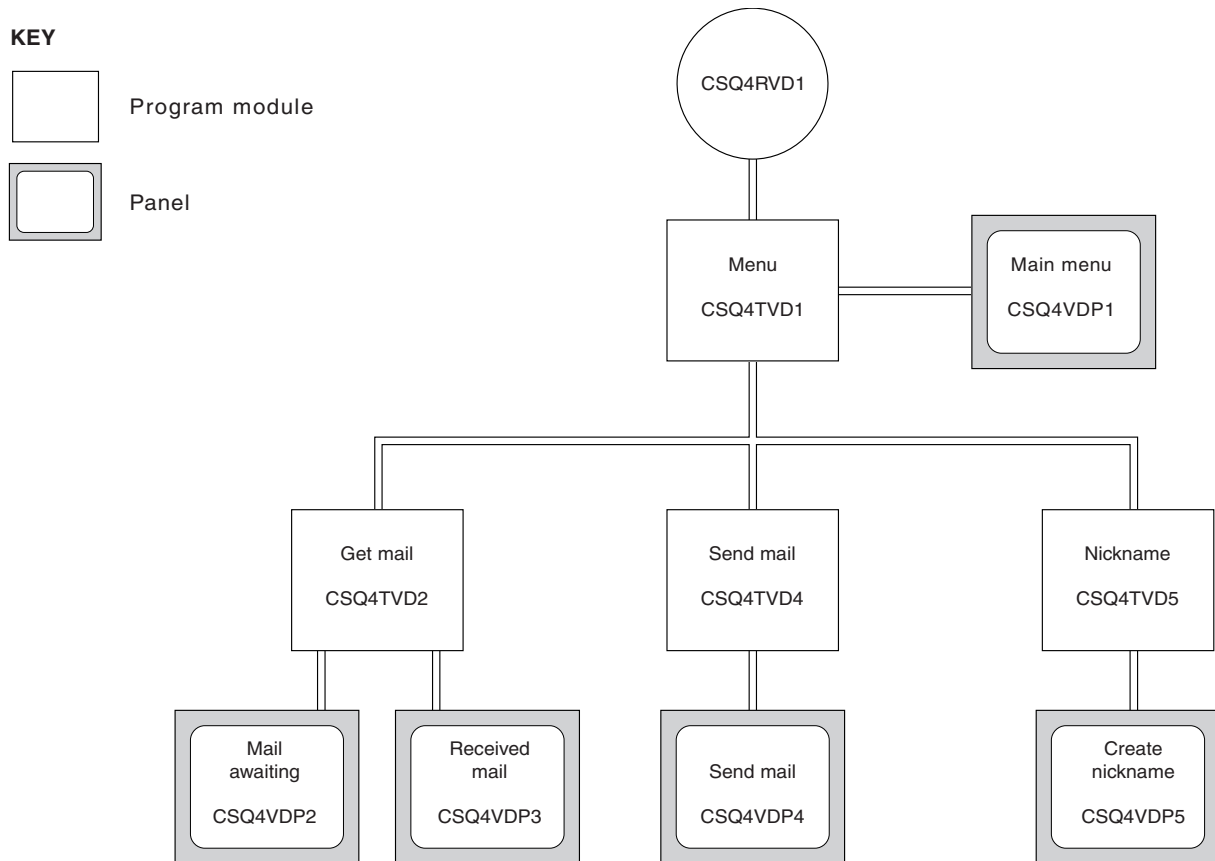 KEY
Program module
Panel
CSQ4RVD1
Menu
CSQ4TVD1
Main menu
CSQ4VDP1
Get mail
CSQ4TVD2
Send mail
CSQ4TVD4
Nickname
CSQ4TVD5
Mail
awaiting
CSQ4VDP2
Received
mail
CSQ4VDP3
Send mail
CSQ4VDP4
Create
nickname
CSQ4VDP5